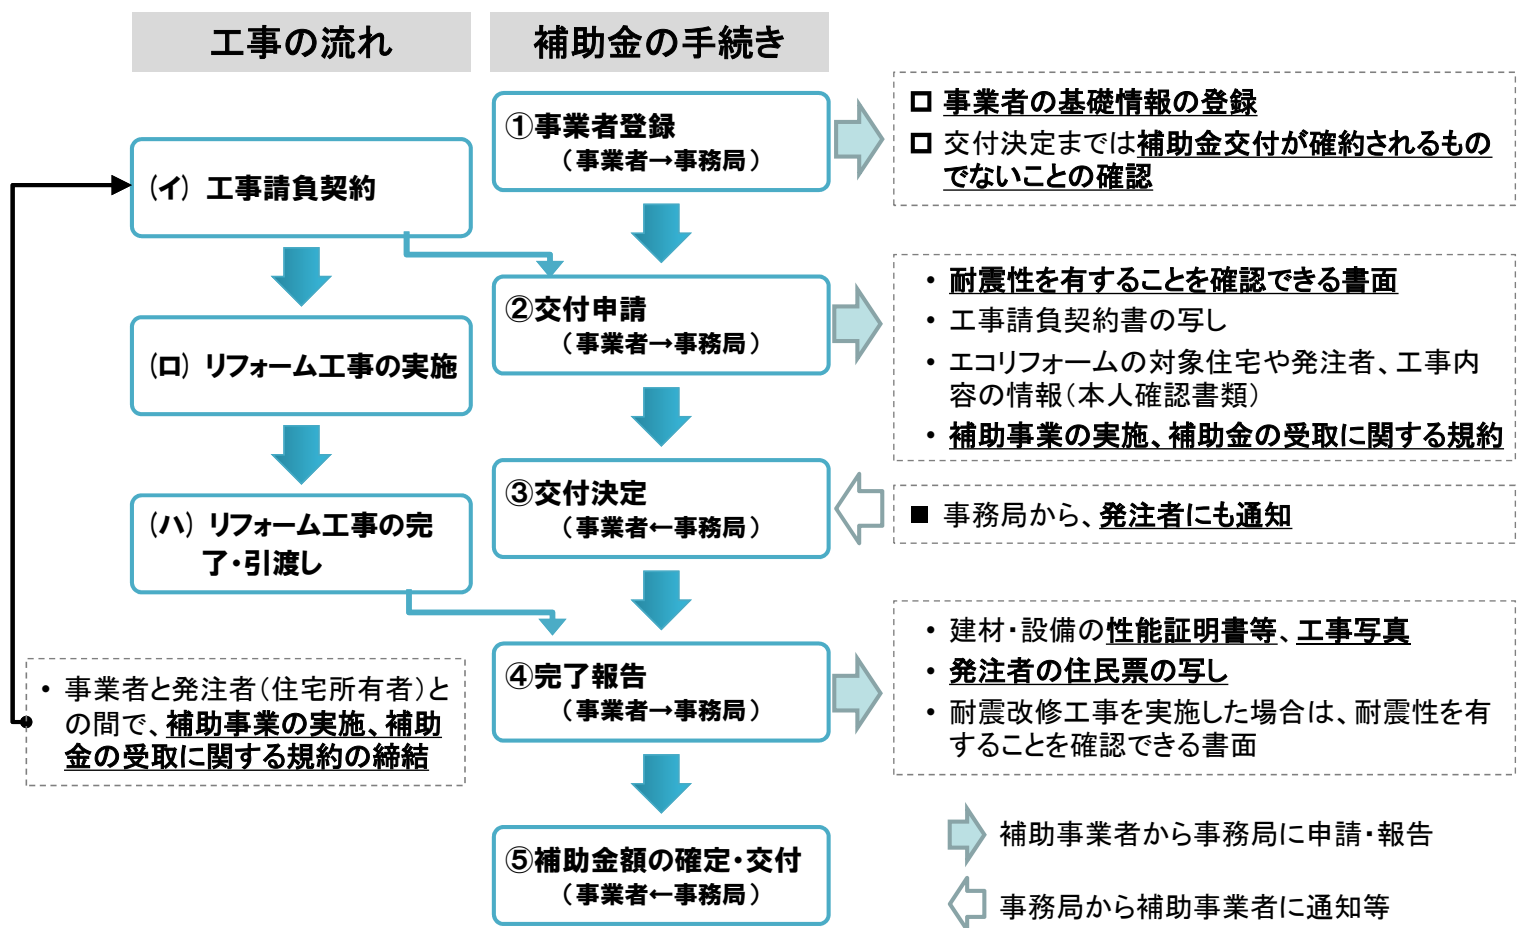 工事の流れ
補助金の手続き
(イ) 工事請負契約
(ロ) リフォーム工事の実施
(ハ) リフォーム工事の完
了・引渡し
・ 事業者と発注者（住宅所有者）と
の間で、補助事業の実施、補助
金の受取に関する規約の締結
①事業者登録
（事業者→事務局）
②交付申請
（事業者→事務局）
③交付決定
（事業者←事務局）
④完了報告
（事業者→事務局）
⑤補助金額の確定・交付
（事業者←事務局）
□ 事業者の基礎情報の登録
□ 交付決定までは補助金交付が確約されるもの
でないことの確認
・ 耐震性を有することを確認できる書面
・ 工事請負契約書の写し
・ エコリフォームの対象住宅や発注者、工事内
容の情報（本人確認書類）
・ 補助事業の実施、補助金の受取に関する規約
■ 事務局から、発注者にも通知
・ 建材・設備の性能証明書等、工事写真
・ 発注者の住民票の写し
・ 耐震改修工事を実施した場合は、耐震性を有
することを確認できる書面
補助事業者から事務局に申請・報告
事務局から補助事業者に通知等